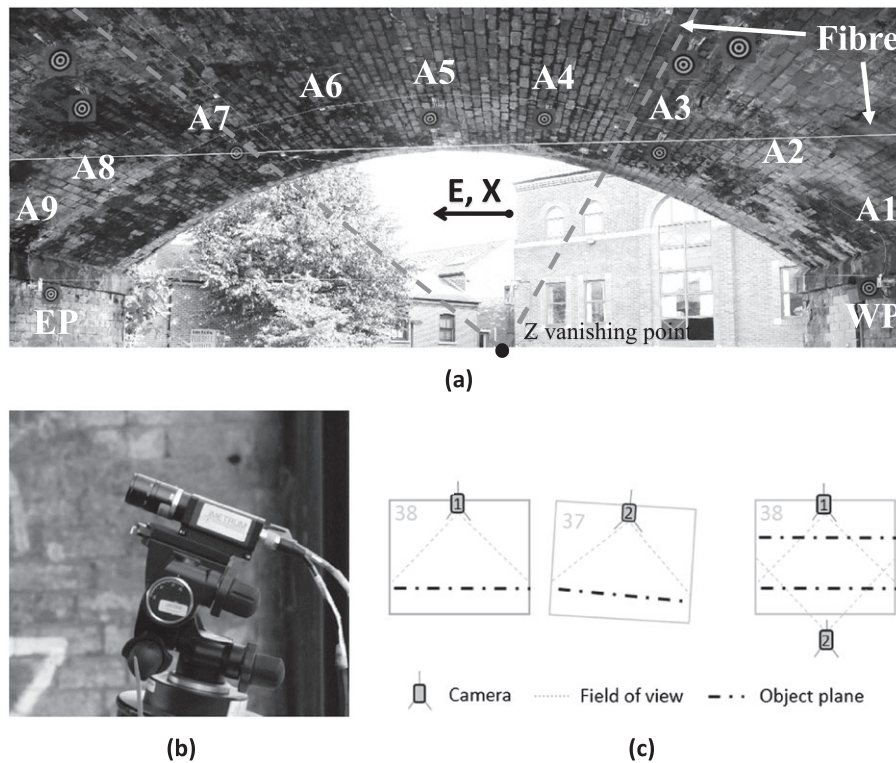 Fibre
A5
A6
A4
A7
A3
A8
A2
A9
A1
E, X
EP
WP
Z vanishing point
(a)
IMETRUM
38
1
37
2
38
1
2
Camera
Field of view
Object plane
(b)
(c)